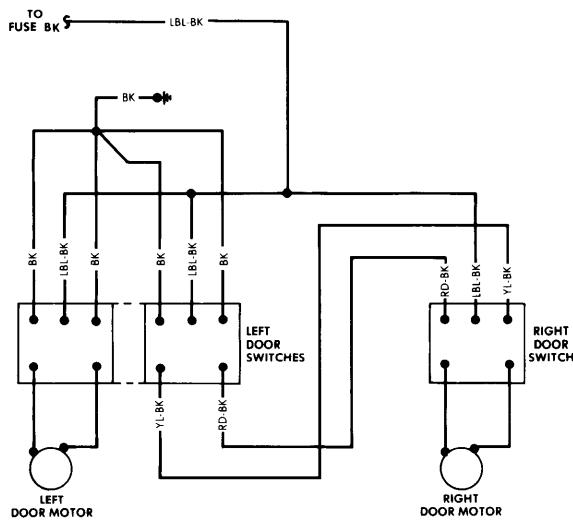 TO
FUSE BK
LBL-BK
BK
BK
LBL-BK
BK
BK
LBL-BK
BK
RD-BK
LBL-BK
YL-BK
LEFT
DOOR
SWITCHES
RIGHT
DOOR
SWITCH
YL-BK
RD-BK
LEFT
DOOR MOTOR
RIGHT
DOOR MOTOR